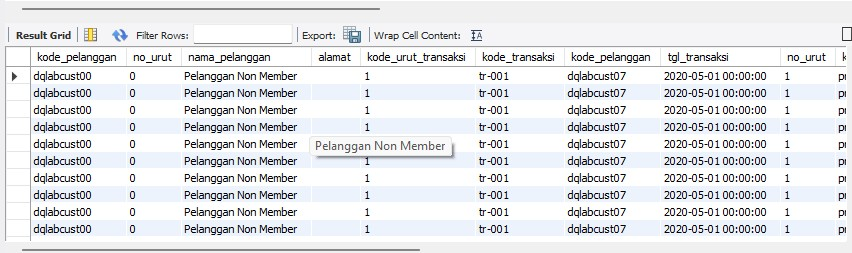 Result Grid Filter Rows: Export: Wrap Cell Content:
kode_pelanggan no_urut nama_pelanggan alamat kode_urut_transaksi kode_transaksi kode_pelanggan tgl_transaksi no_urut
dqlabcust00 0 Pelanggan Non Member 1 tr-001 dqlabcust07 2020-05-01 00:00:00 1
dqlabcust00 0 Pelanggan Non Member 1 tr-001 dqlabcust07 2020-05-01 00:00:00 1
dqlabcust00 0 Pelanggan Non Member 1 tr-001 dqlabcust07 2020-05-01 00:00:00 1
dqlabcust00 0 Pelanggan Non Member 1 tr-001 dqlabcust07 2020-05-01 00:00:00 1
Pelanggan Non Member
dqlabcust00 0 Pelanggan Non Member 1 tr-001 dqlabcust07 2020-05-01 00:00:00 1
dqlabcust00 0 Pelanggan Non Member 1 tr-001 dqlabcust07 2020-05-01 00:00:00 1
dqlabcust00 0 Pelanggan Non Member 1 tr-001 dqlabcust07 2020-05-01 00:00:00 1
dqlabcust00 0 Pelanggan Non Member 1 tr-001 dqlabcust07 2020-05-01 00:00:00 1
dqlabcust00 0 Pelanggan Non Member 1 tr-001 dqlabcust07 2020-05-01 00:00:00 1
dqlabcust00 0 Pelanggan Non Member 1 tr-001 dqlabcust07 2020-05-01 00:00:00 1